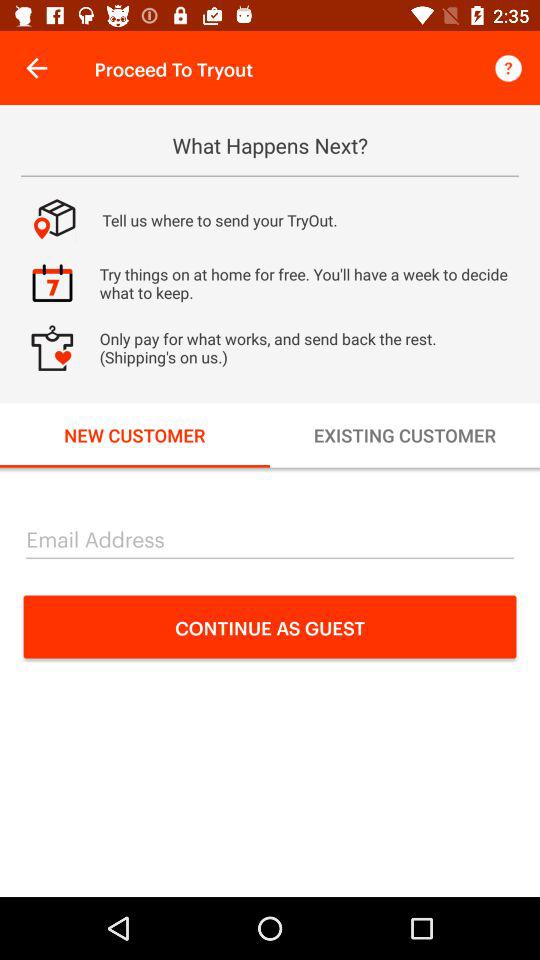 2:35
Proceed To Tryout
?
What Happens Next?
Tell us where to send your TryOut.
7
Try things on at home for free. You'll have a week to decide
what to keep.
Only pay for what works, and send back the rest.
(Shipping's on us.)
NEW CUSTOMER
EXISTING CUSTOMER
Email Address
CONTINUE AS GUEST